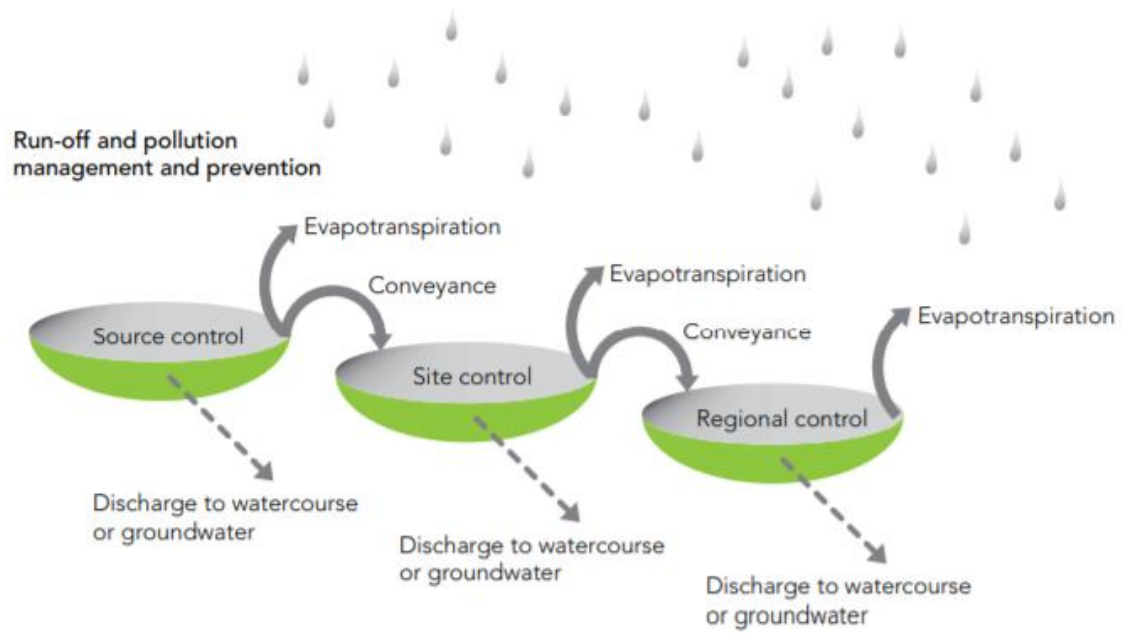 Run-off and pollution
management and prevention
Evapotranspiration
Conveyance
Evapotranspiration
Conveyance
Evapotranspiration
Source control
Site control
Regional control
Discharge to watercourse
or groundwater
Discharge to watercourse
or groundwater
Discharge to watercourse
or groundwater